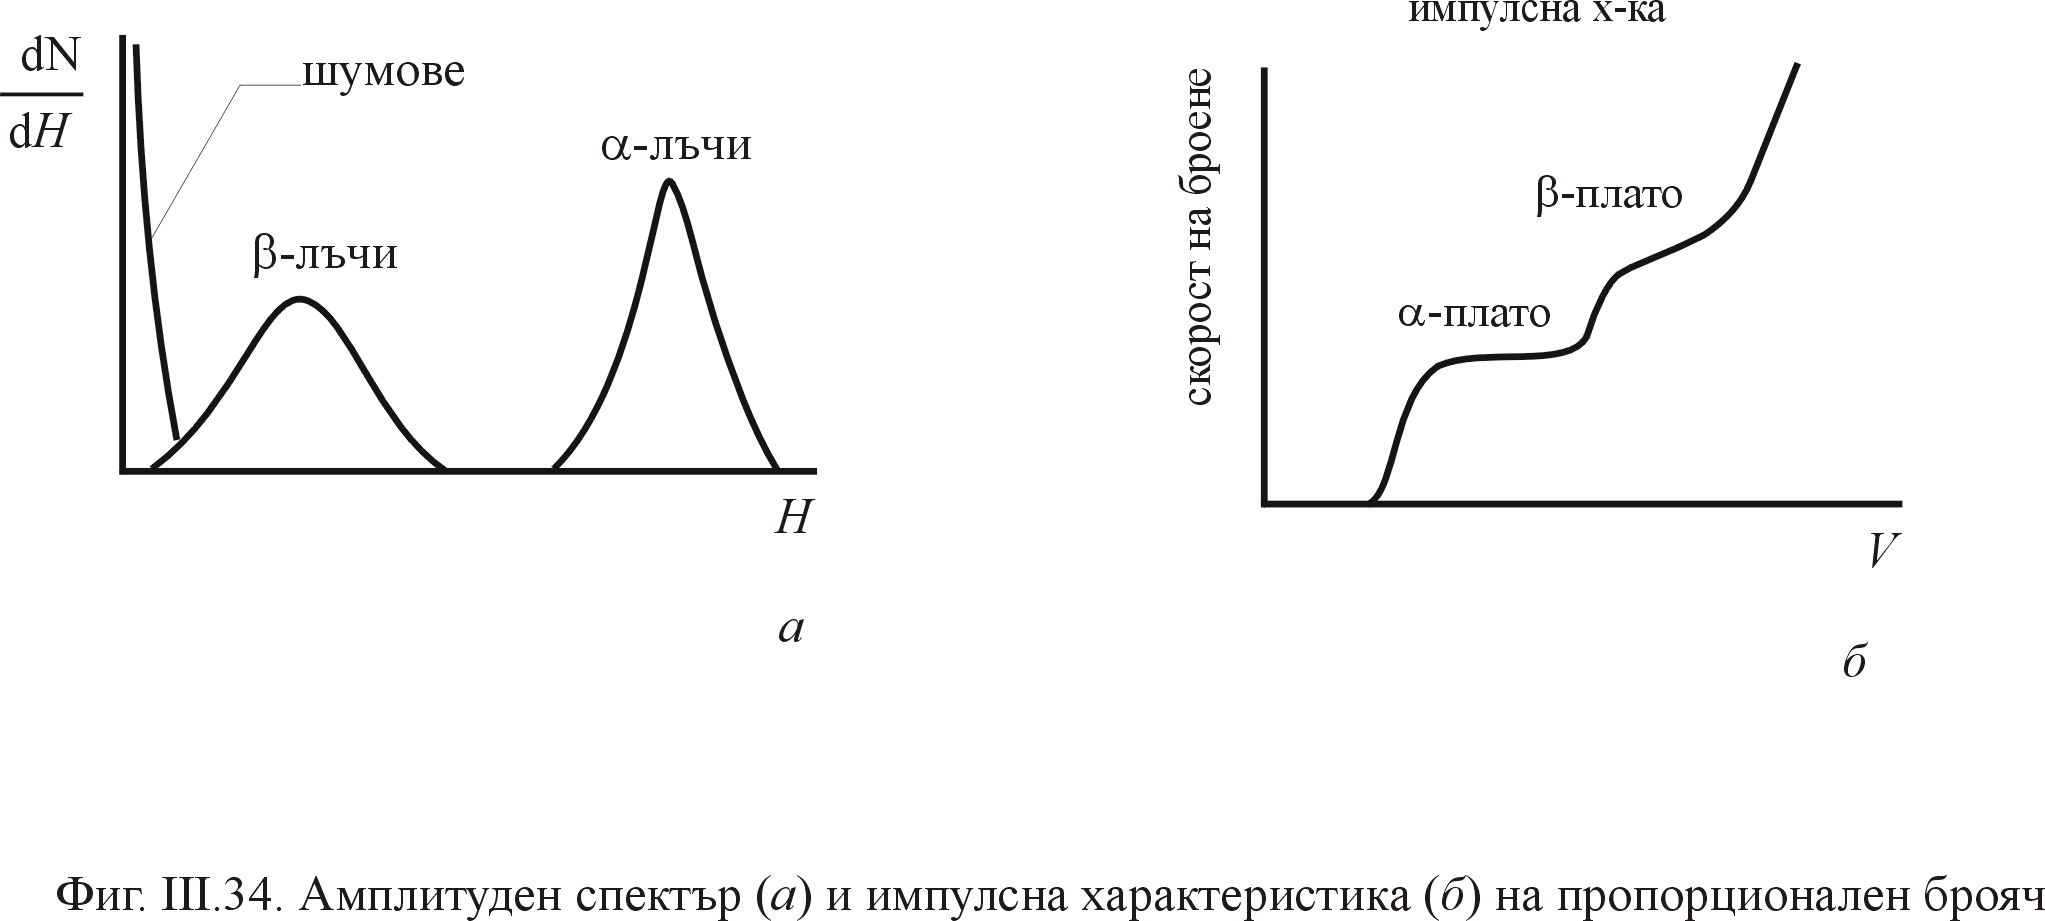 dN
dH
шумове
β-лъчи
α-лъчи
H
а
импулсна х-ка
скорост на броене
α-плато
β-плато
V
б
Фиг. III.34. Амплитуден спектър (а) и импулсна характеристика (б) на пропорционален брояч